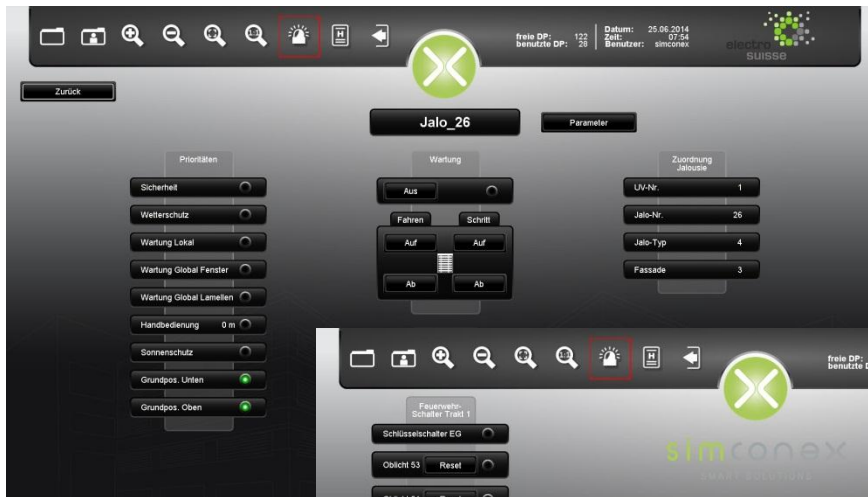 freie DP: 122
benutzte DP: 28
Datum: 25.06.2014
Zeit: 07:54
Benutzer: simconex
electro
suisse
Zurück
Jalo_26
Parameter
Prioritäten
Sicherheit
Wetterschutz
Wartung Lokal
Wartung Global Fenster
Wartung Global Lamellen
Handbedienung 0 m
Sonnenschutz
Grundpos. Unten
Grundpos. Oben
Wartung
Aus
Fahren Schritt
Auf Auf
Ab Ab
Zuordnung
Jalousie
UV-Nr. 1
Jalo-Nr. 26
Jalo-Typ 4
Fassade 3
freie DP:
benutzte D
Feuerwehr-
Schalter Trakt 1
Schlüsselschalter EG
Oblicht 53 Reset
simconex
SMART SOLUTIONS